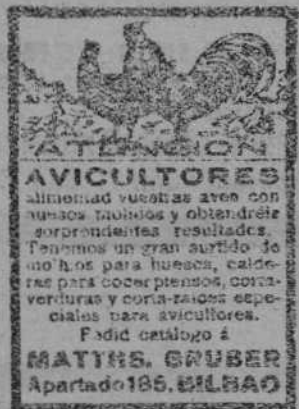 ATENCION
AVICULTORES
alimentad vuestras aves con
huesos molidos y obtendréis
sorprendentes resultados.
Tenemos un gran surtido de
molinos para huesos, calde-
ras para cocer piensos, corta-
verduras y corta-raíces espe-
ciales para avicultores.
Pedid catálogo á
MATTHS. GRUBER
Apartado 185, BILBAO